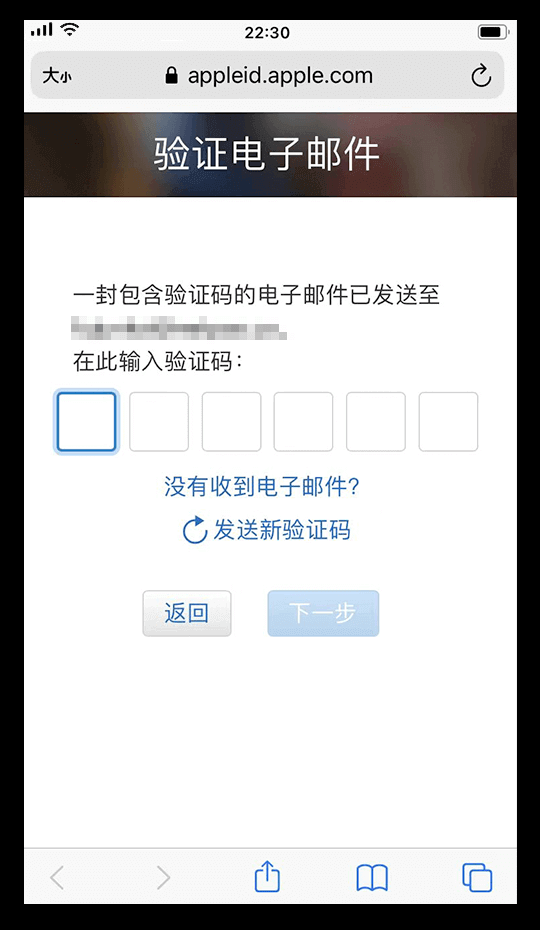 22:30
大小 appleid.apple.com
验证电子邮件
一封包含验证码的电子邮件已发送至
在此输入验证码：
没有收到电子邮件？
发送新验证码
返回 下一步